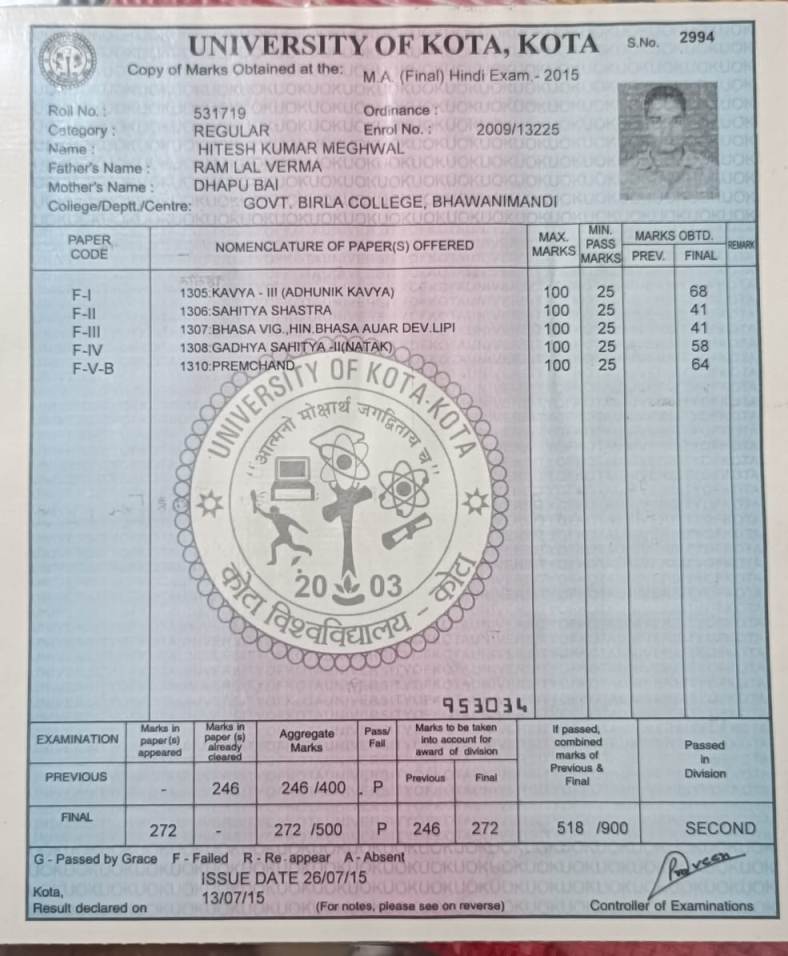 UNIVERSITY OF KOTA, KOTA S.No. 2994
Copy of Marks Obtained at the: M.A. (Final) Hindi Exam.- 2015
Roll No. : 531719 Ordinance :
Category : REGULAR Enrol No. : 2009/13225
Name : HITESH KUMAR MEGHWAL
Father's Name : RAM LAL VERMA
Mother's Name : DHAPU BAI
College/Deptt./Centre: GOVT. BIRLA COLLEGE, BHAWANIMANDI
PAPER CODE NOMENCLATURE OF PAPER(S) OFFERED MAX. MARKS MIN. PASS MARKS MARKS OBTD. PREV. FINAL REMARK
F-I 1305:KAVYA - III (ADHUNIK KAVYA) 100 25 68
F-II 1306:SAHITYA SHASTRA 100 25 41
F-III 1307:BHASA VIG.,HIN.BHASA AUAR DEV.LIPI 100 25 41
F-IV 1308:GADHYA SAHITYA -II(NATAK) 100 25 58
F-V-B 1310:PREMCHAND 100 25 64
UNIVERSITY OF KOTA-KOTA
"आत्मनो मोक्षार्थ जगद्विताय च"
2003
कोटा विश्वविद्यालय - कोटा
953034
EXAMINATION Marks in paper(s) appeared Marks in paper (s) already cleared Aggregate Marks Pass/ Fail Marks to be taken into account for award of division If passed, combined marks of Previous & Final Passed in Division
Previous Final
PREVIOUS - 246 246 /400 P
FINAL 272 - 272 /500 P 246 272 518 /900 SECOND
G - Passed by Grace F - Failed R - Re appear A - Absent
ISSUE DATE 26/07/15
Kota,
Result declared on 13/07/15 (For notes, please see on reverse) Controller of Examinations
Praveen